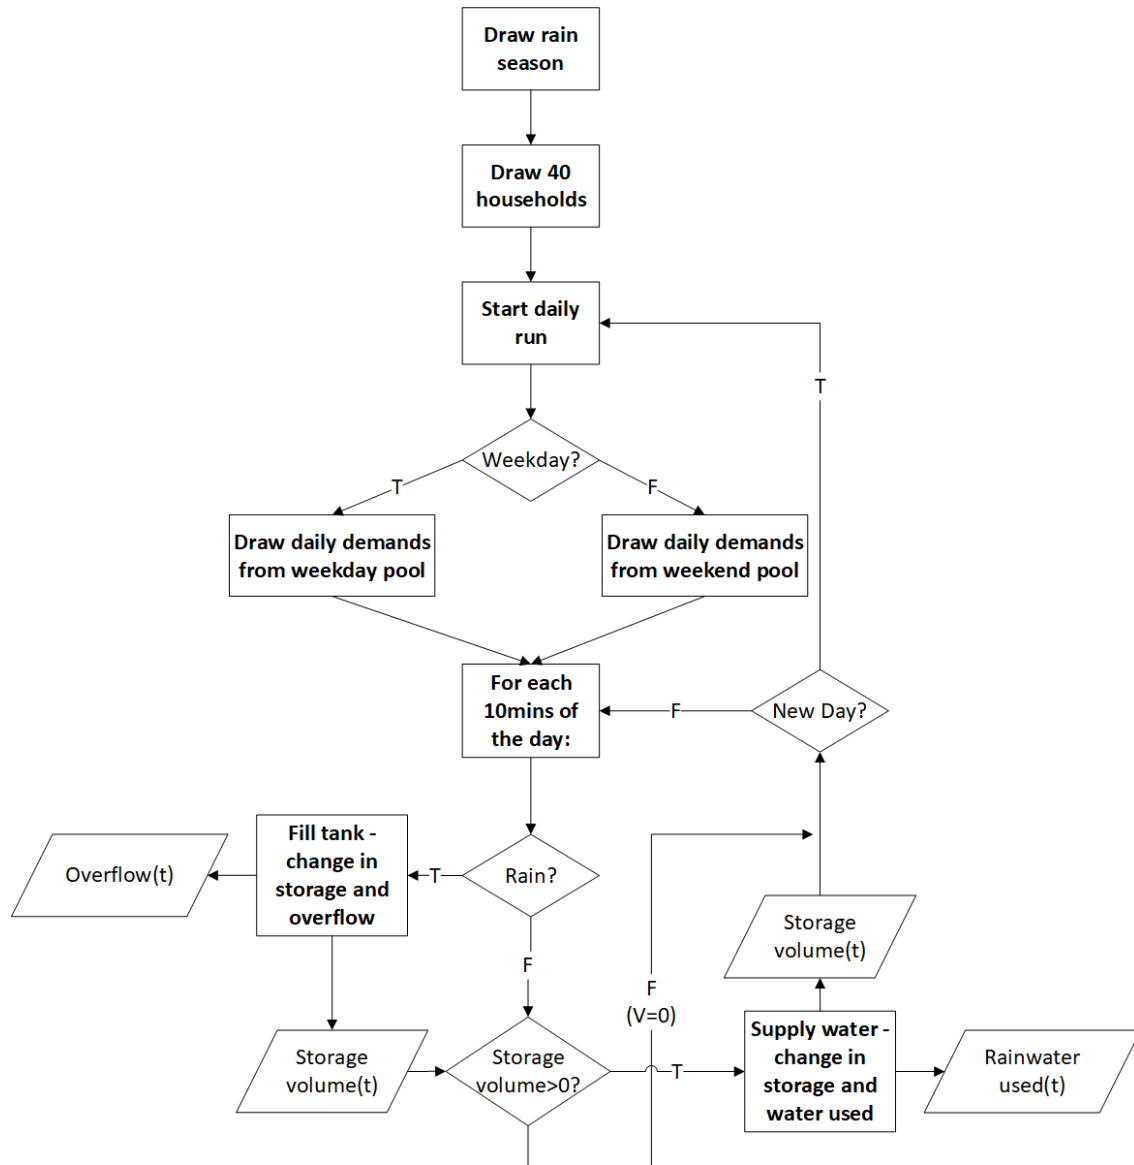 Draw rain
season
Draw 40
households
Start daily
run
T
Weekday?
T
F
Draw daily demands
from weekday pool
Draw daily demands
from weekend pool
For each
10mins of
the day:
F
New Day?
Fill tank -
change in
storage and
overflow
Overflow(t)
T
Rain?
Storage
volume(t)
F
F
(V=0)
Storage
volume(t)
Storage
volume>0?
T
Supply water -
change in
storage and
water used
Rainwater
used(t)